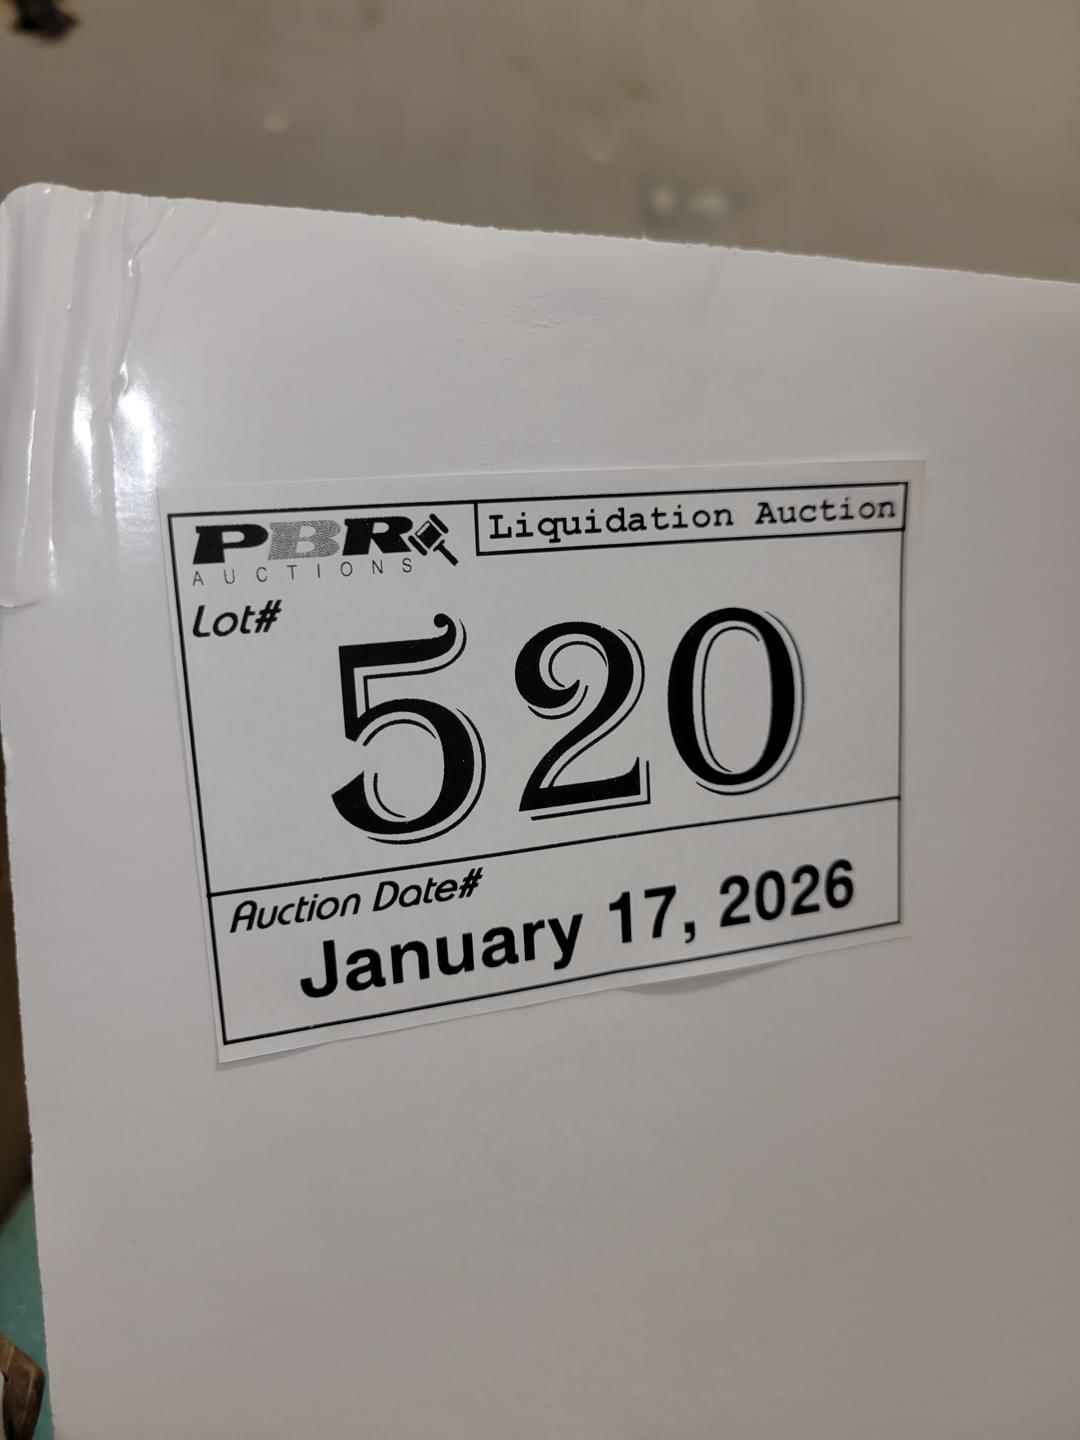 PBR
AUCTIONS
Liquidation Auction
Lot#
520
Auction Date#
January 17, 2026